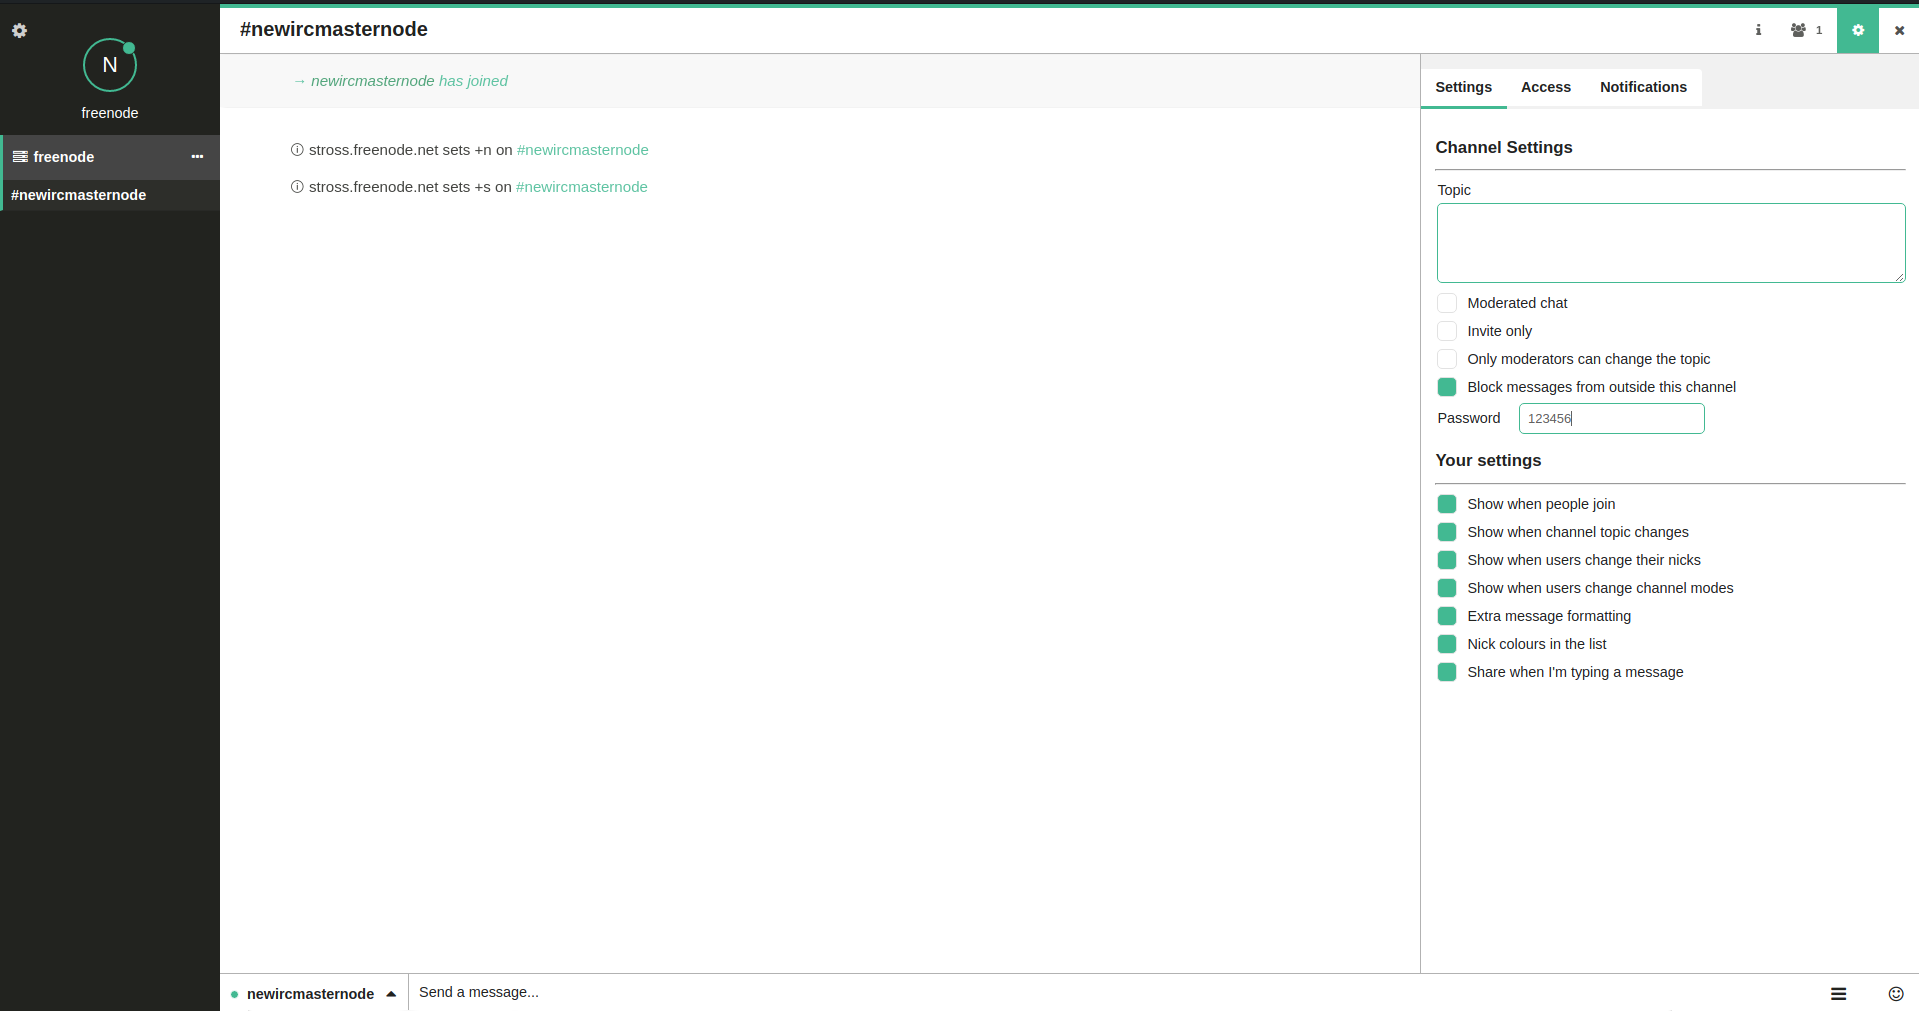 N
freenode
freenode
#newircmasternode
#newircmasternode
1
→ newircmasternode has joined
stross.freenode.net sets +n on #newircmasternode
stross.freenode.net sets +s on #newircmasternode
Settings Access Notifications
Channel Settings
Topic
Moderated chat
Invite only
Only moderators can change the topic
Block messages from outside this channel
Password 123456
Your settings
Show when people join
Show when channel topic changes
Show when users change their nicks
Show when users change channel modes
Extra message formatting
Nick colours in the list
Share when I'm typing a message
newircmasternode Send a message...